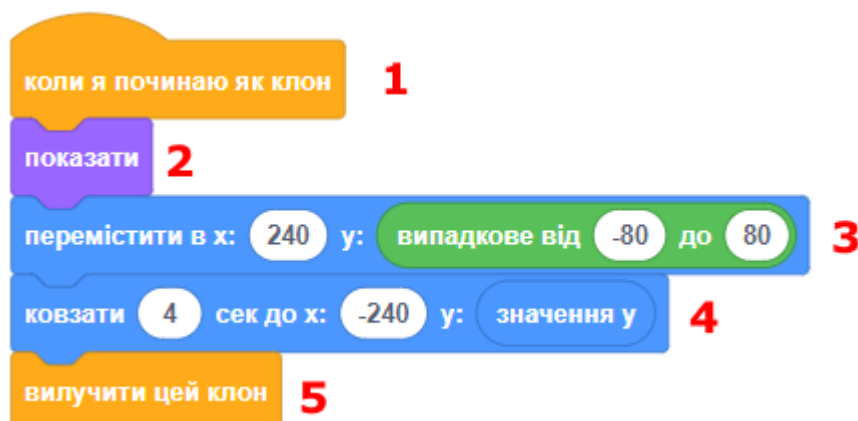 коли я починаю як клон 1
показати 2
перемістити в x: 240 y: випадкове від -80 до 80 3
ковзати 4 сек до x: -240 y: значення y 4
вилучити цей клон 5